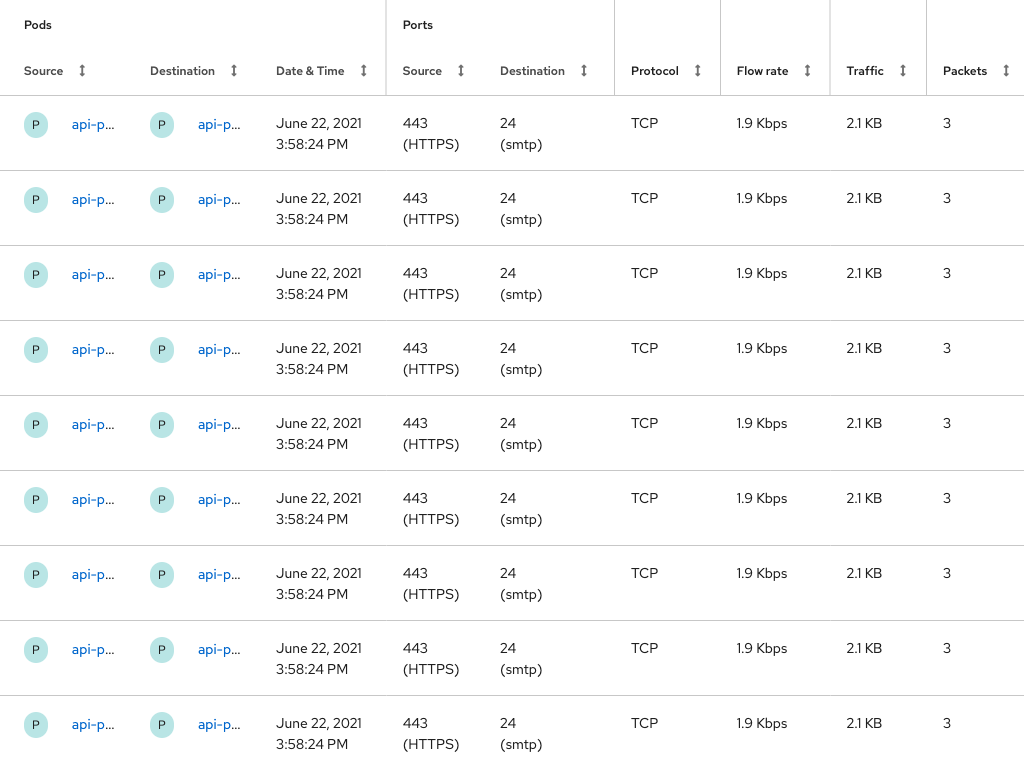 Pods Ports
Source Destination Date & Time Source Destination Protocol Flow rate Traffic Packets
P api-p... P api-p... June 22, 2021 443 24 TCP 1.9 Kbps 2.1 KB 3
3:58:24 PM (HTTPS) (smtp)
P api-p... P api-p... June 22, 2021 443 24 TCP 1.9 Kbps 2.1 KB 3
3:58:24 PM (HTTPS) (smtp)
P api-p... P api-p... June 22, 2021 443 24 TCP 1.9 Kbps 2.1 KB 3
3:58:24 PM (HTTPS) (smtp)
P api-p... P api-p... June 22, 2021 443 24 TCP 1.9 Kbps 2.1 KB 3
3:58:24 PM (HTTPS) (smtp)
P api-p... P api-p... June 22, 2021 443 24 TCP 1.9 Kbps 2.1 KB 3
3:58:24 PM (HTTPS) (smtp)
P api-p... P api-p... June 22, 2021 443 24 TCP 1.9 Kbps 2.1 KB 3
3:58:24 PM (HTTPS) (smtp)
P api-p... P api-p... June 22, 2021 443 24 TCP 1.9 Kbps 2.1 KB 3
3:58:24 PM (HTTPS) (smtp)
P api-p... P api-p... June 22, 2021 443 24 TCP 1.9 Kbps 2.1 KB 3
3:58:24 PM (HTTPS) (smtp)
P api-p... P api-p... June 22, 2021 443 24 TCP 1.9 Kbps 2.1 KB 3
3:58:24 PM (HTTPS) (smtp)